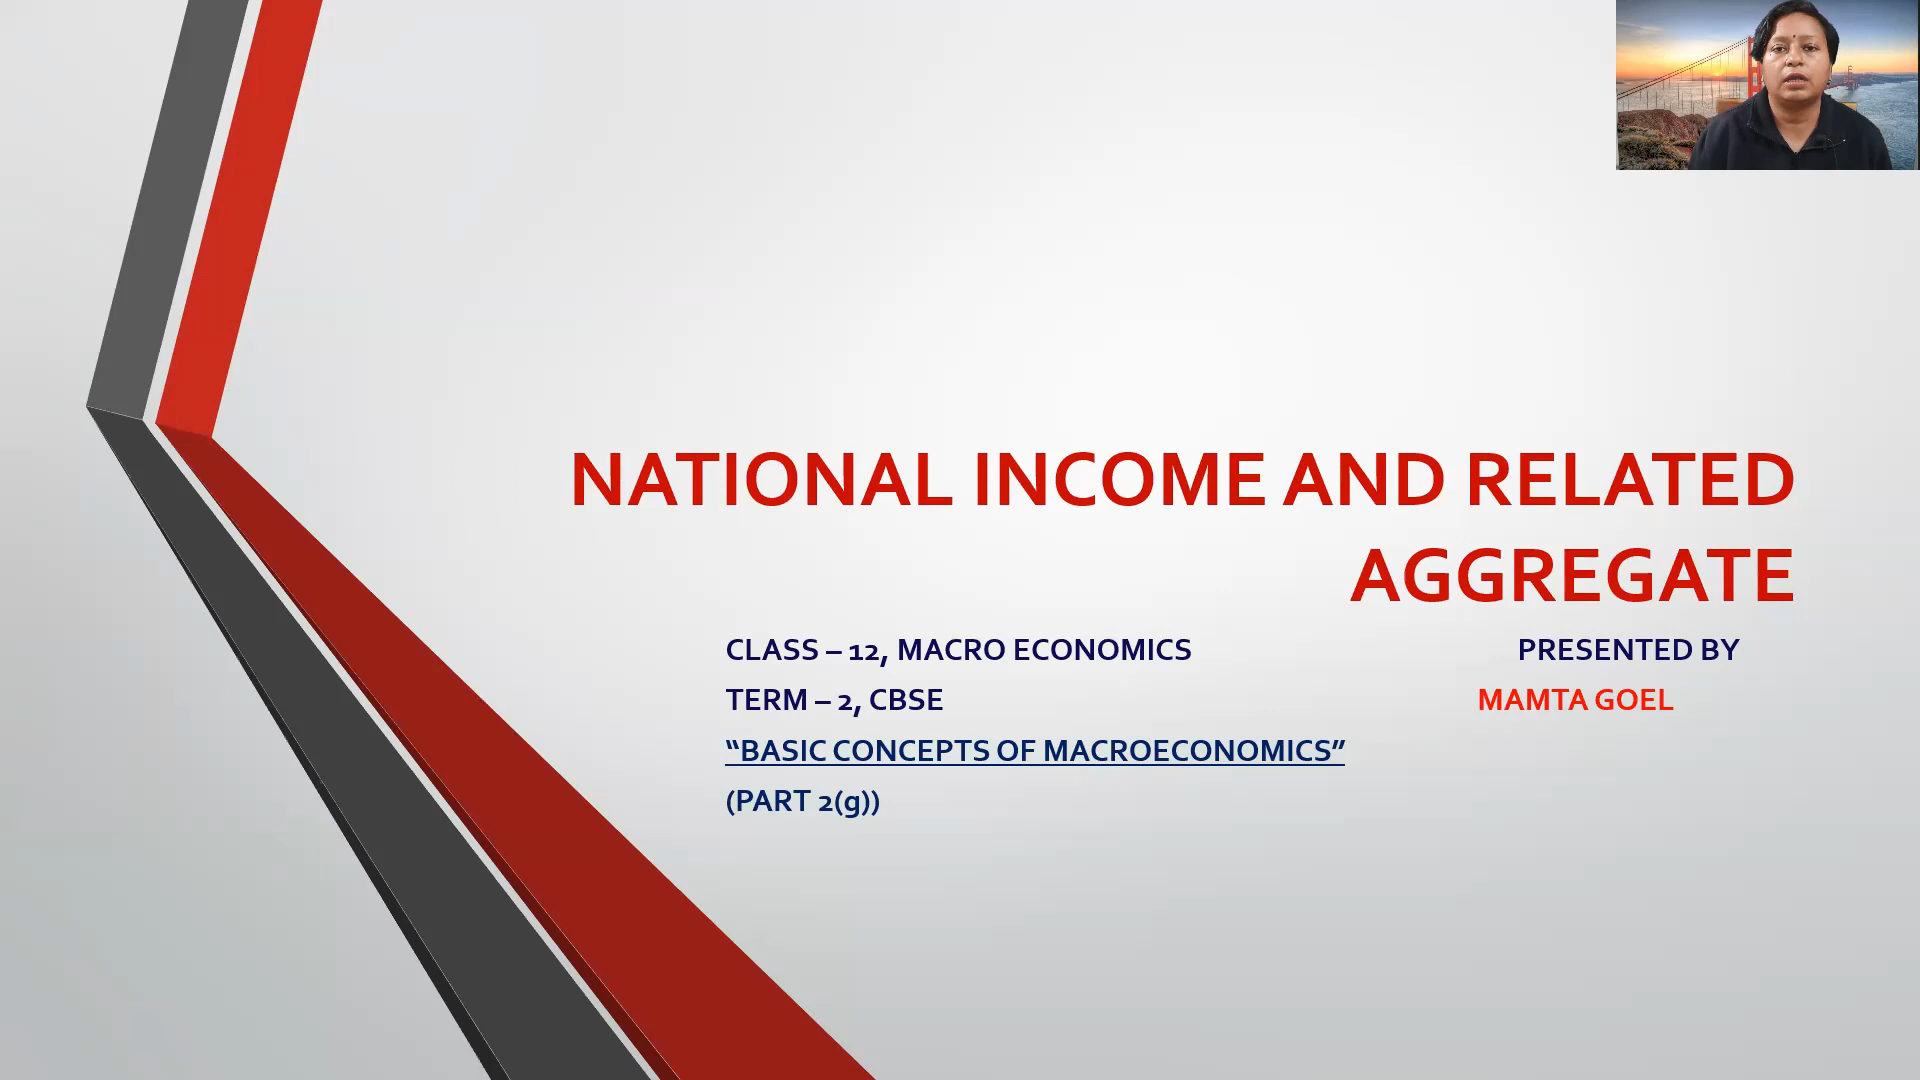 NATIONAL INCOME AND RELATED
AGGREGATE
CLASS – 12, MACRO ECONOMICS PRESENTED BY
TERM – 2, CBSE MAMTA GOEL
“BASIC CONCEPTS OF MACROECONOMICS”
(PART 2(g))